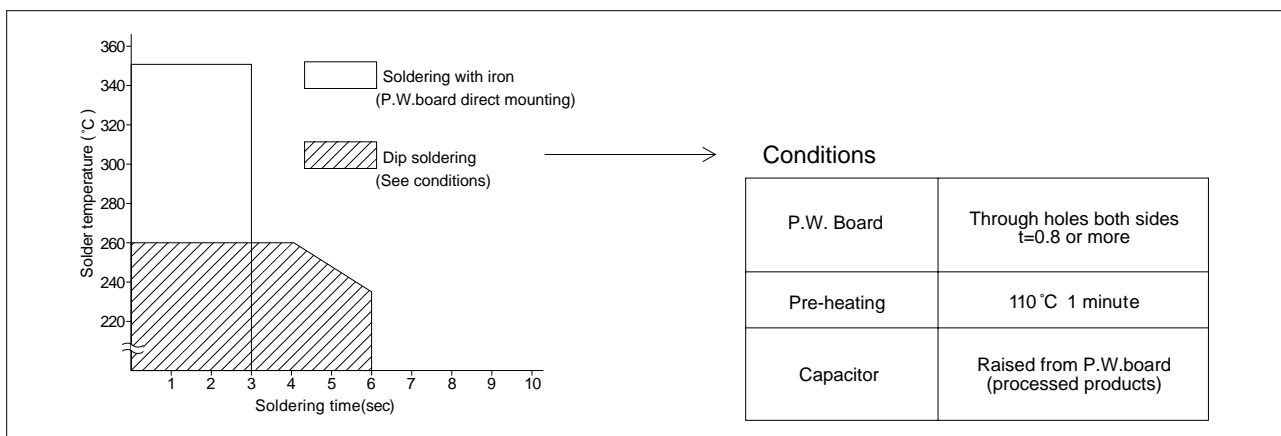 Solder temperature (°C)
360
340
320
300
280
260
240
220
1 2 3 4 5 6 7 8 9 10
Soldering time(sec)
Soldering with iron
(P.W.board direct mounting)
Dip soldering
(See conditions)
Conditions
P.W. Board
Through holes both sides
t=0.8 or more
Pre-heating
110 °C 1 minute
Capacitor
Raised from P.W.board
(processed products)